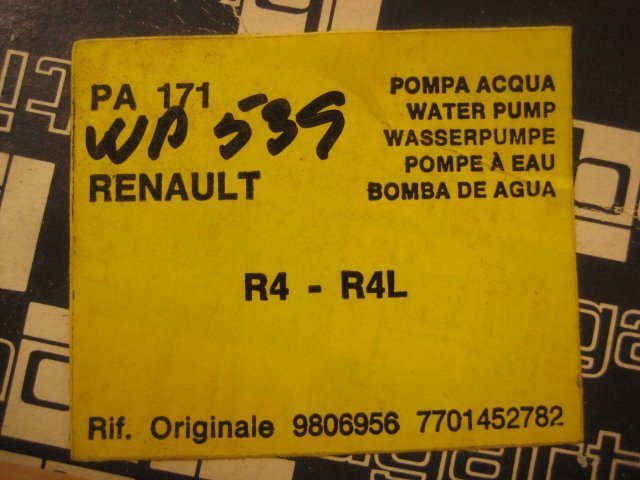 PA 171
WP 539
RENAULT
POMPA ACQUA
WATER PUMP
WASSERPUMPE
POMPE À EAU
BOMBA DE AGUA
R4 - R4L
Rif. Originale 9806956 7701452782